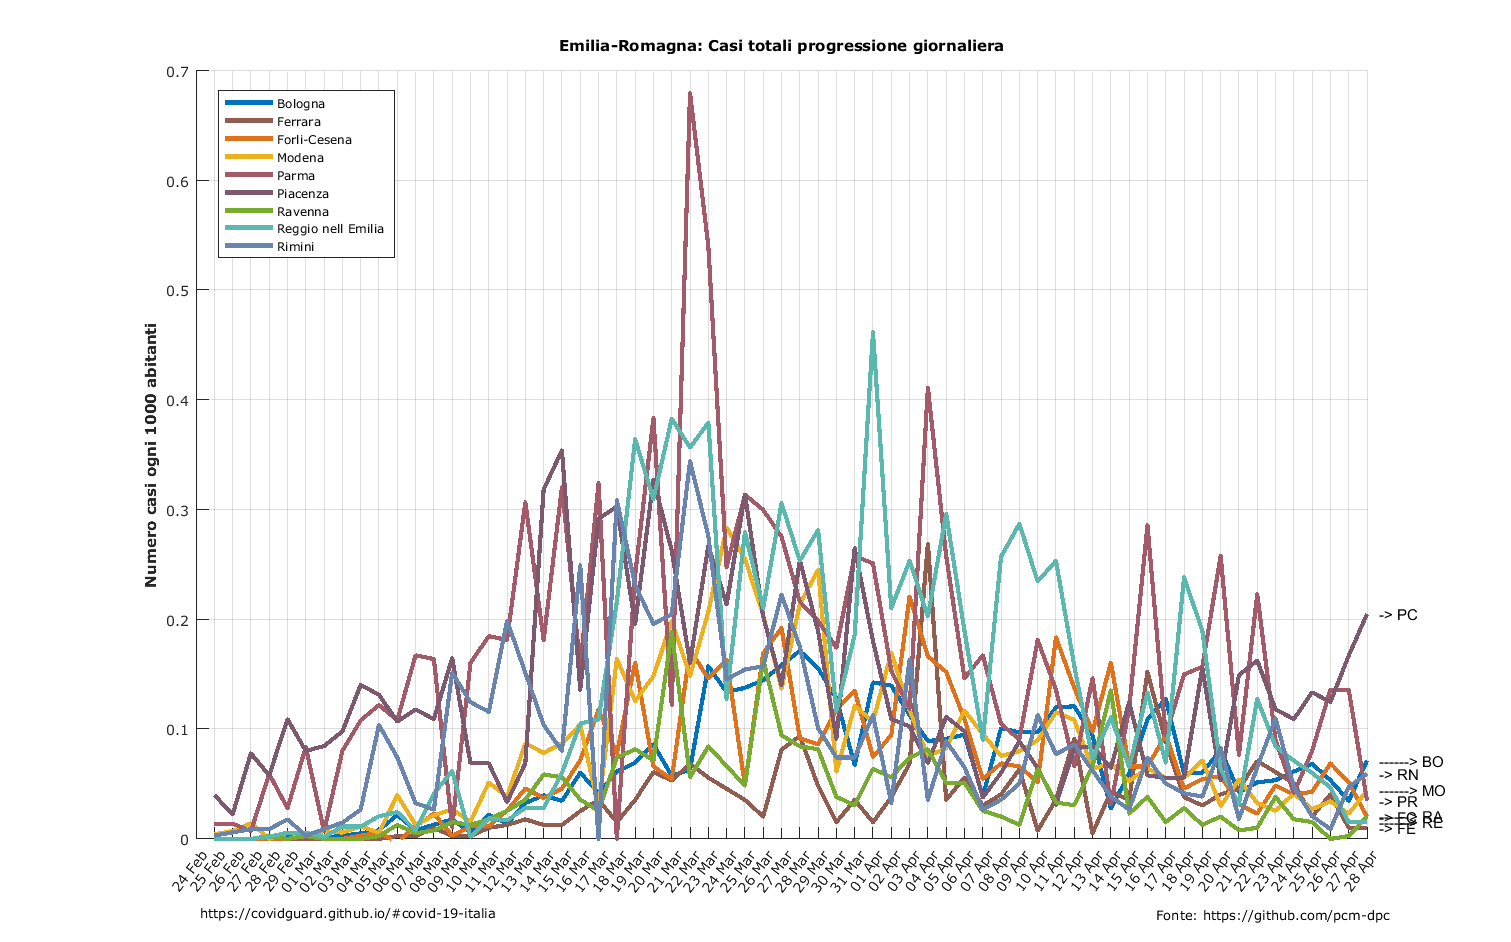 Emilia-Romagna: Casi totali progressione giornaliera
0.7
0.6
0.5
0.4
0.3
0.2
0.1
0
Numero casi ogni 1000 abitanti
Bologna
Ferrara
Forli-Cesena
Modena
Parma
Piacenza
Ravenna
Reggio nell Emilia
Rimini
-> PC
------> BO
-> RN
------> MO
-> PR
-> FC
RA
------> RE
-> FE
24 Feb
25 Feb
26 Feb
27 Feb
28 Feb
29 Feb
01 Mar
02 Mar
03 Mar
04 Mar
05 Mar
06 Mar
07 Mar
08 Mar
09 Mar
10 Mar
11 Mar
12 Mar
13 Mar
14 Mar
15 Mar
16 Mar
17 Mar
18 Mar
19 Mar
20 Mar
21 Mar
22 Mar
23 Mar
24 Mar
25 Mar
26 Mar
27 Mar
28 Mar
29 Mar
30 Mar
31 Mar
01 Apr
02 Apr
03 Apr
04 Apr
05 Apr
06 Apr
07 Apr
08 Apr
09 Apr
10 Apr
11 Apr
12 Apr
13 Apr
14 Apr
15 Apr
16 Apr
17 Apr
18 Apr
19 Apr
20 Apr
21 Apr
22 Apr
23 Apr
24 Apr
25 Apr
26 Apr
27 Apr
28 Apr
https://covidguard.github.io/#covid-19-italia
Fonte: https://github.com/pcm-dpc